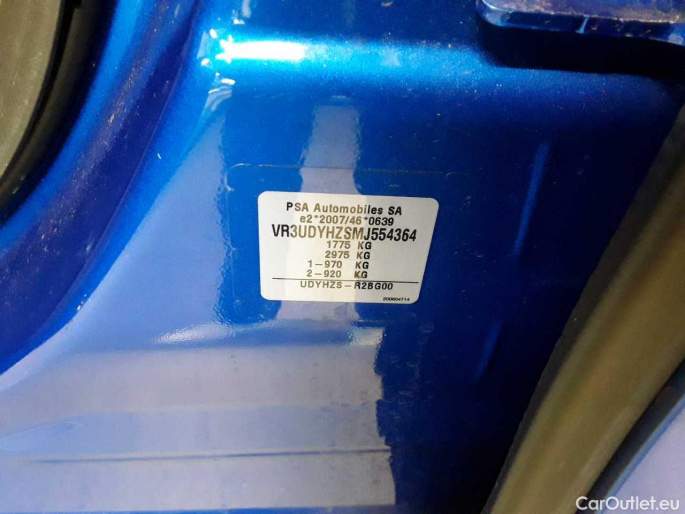 PSA Automobiles SA
e2*2007/46*0639
VR3UDYHZSMJ554364
1775 KG
2975 KG
1-970 KG
2-920 KG
UDYHZS-R2BG00
CarOutlet.eu